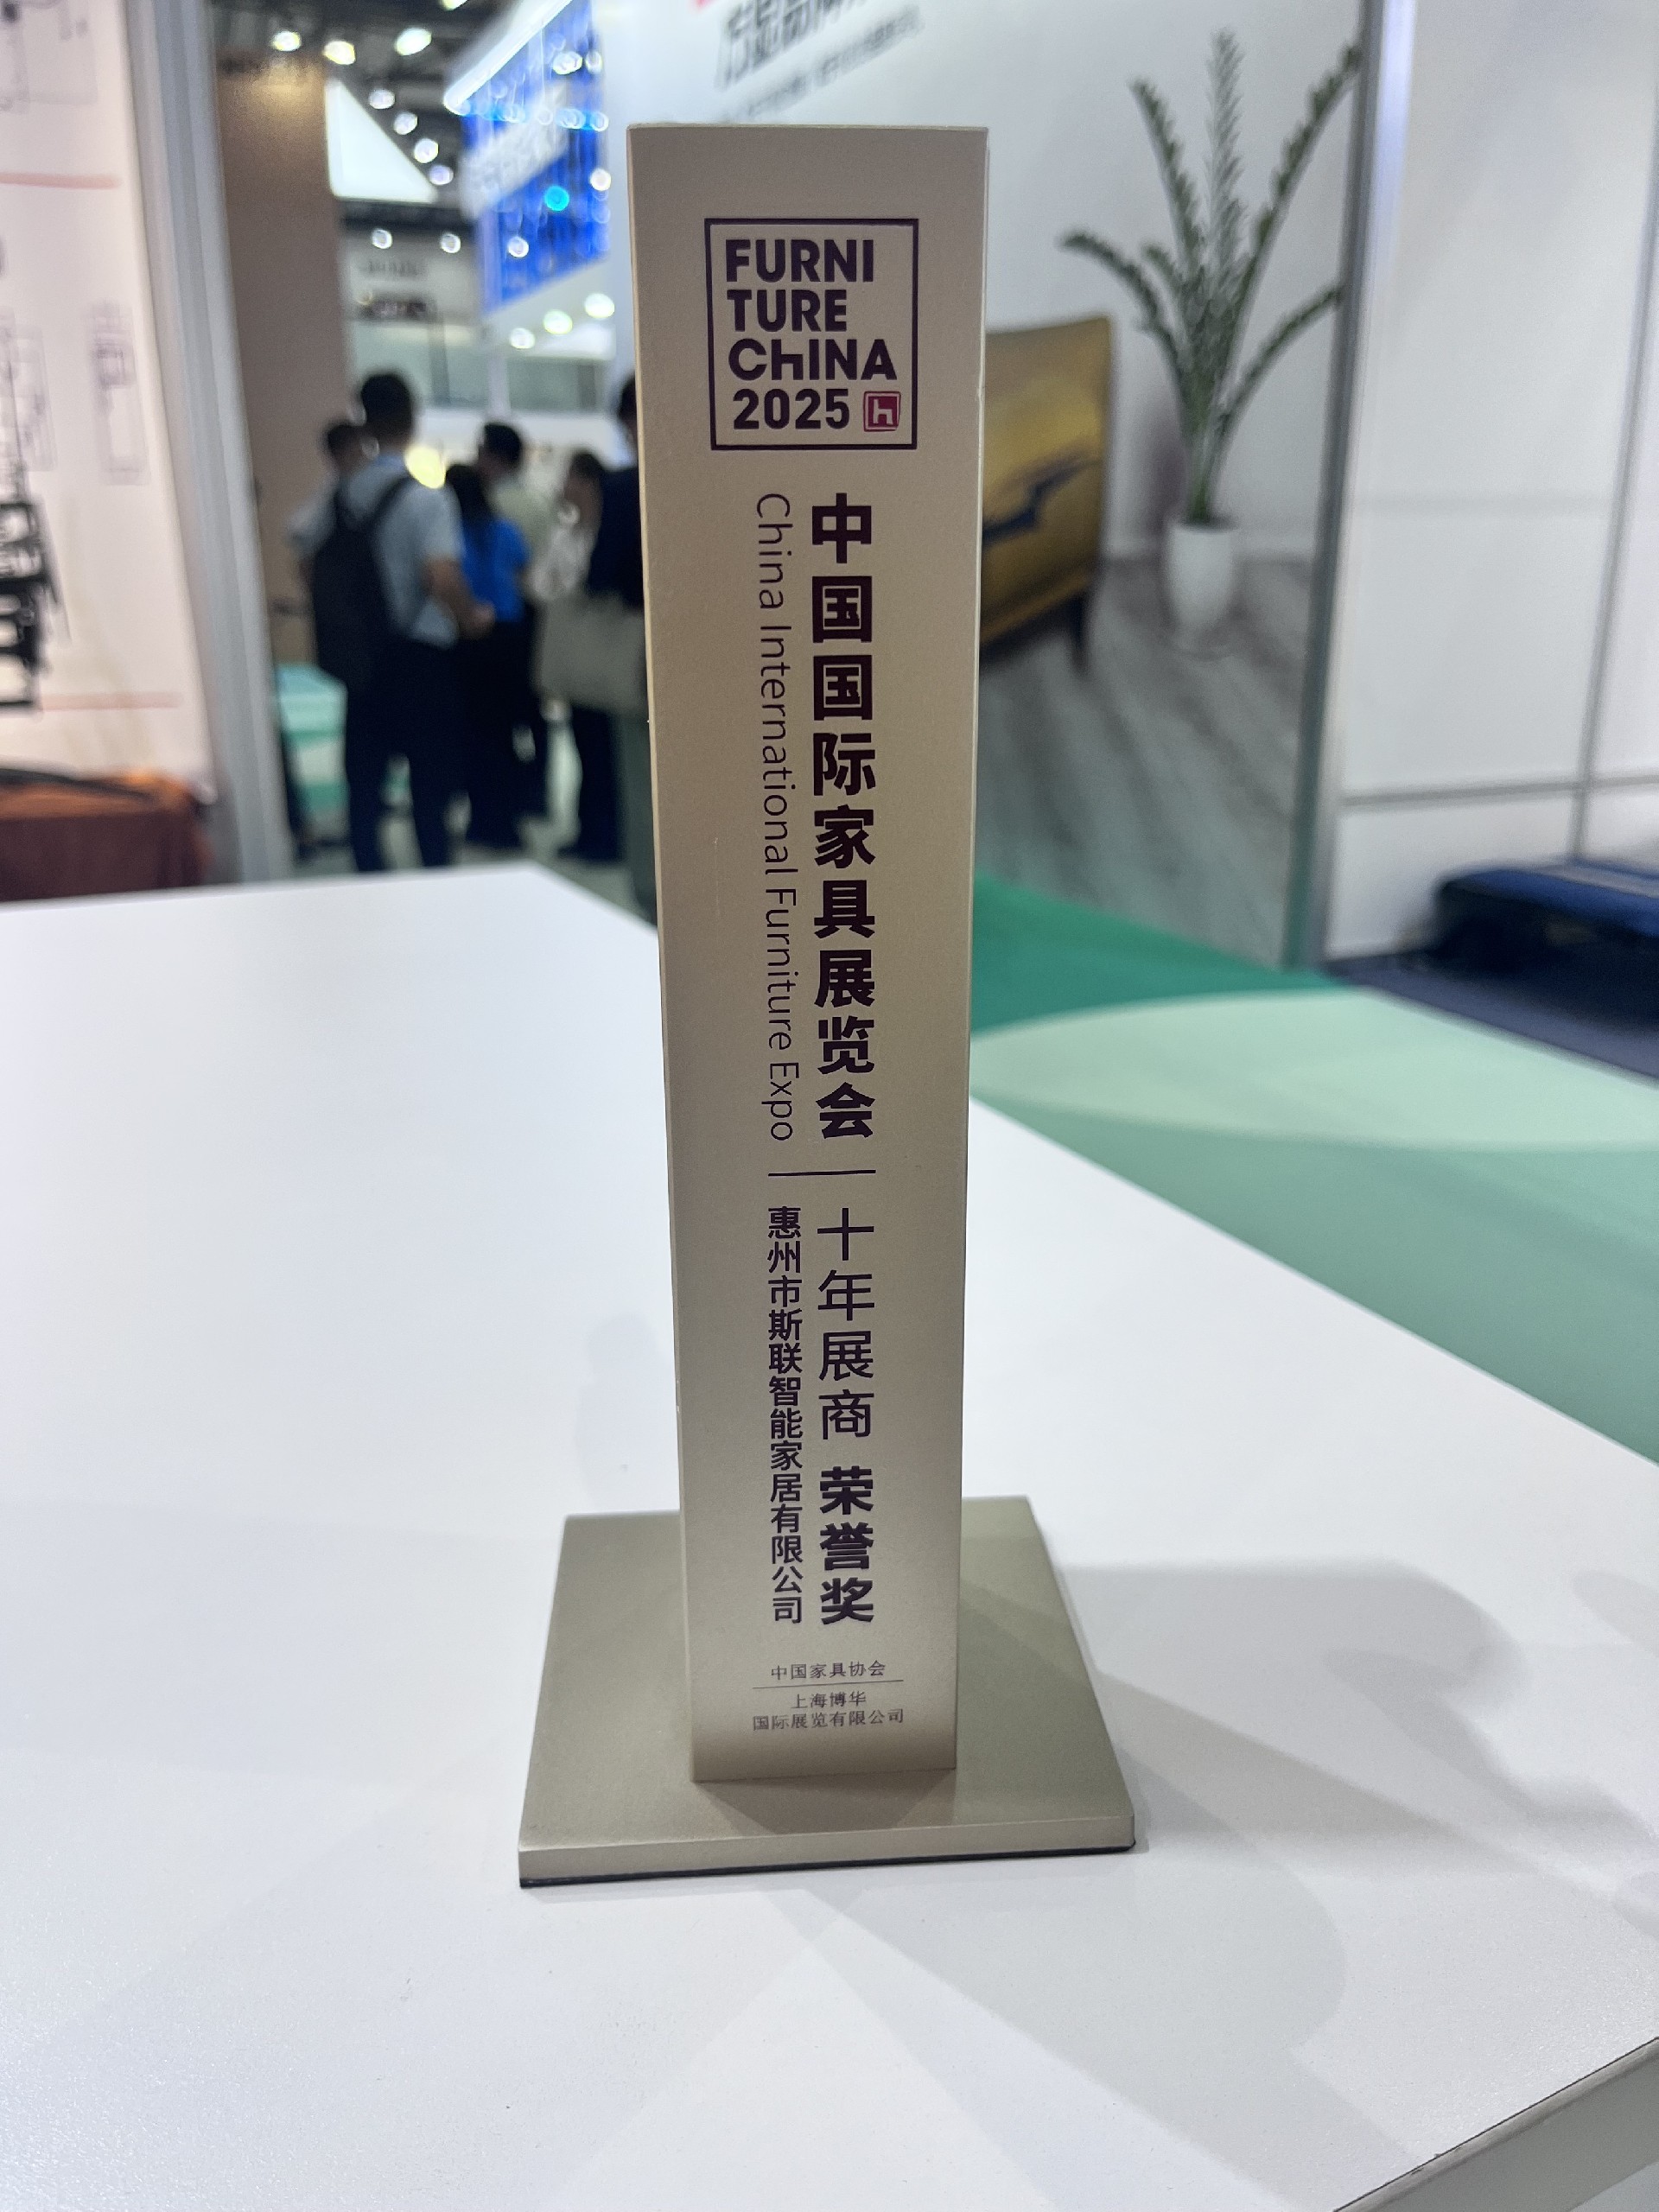 FURNI
TURE
ChINA
2025 h
中国国际家具展览会
China International Furniture Expo
十年展商 荣誉奖
惠州市斯联智能家居有限公司
中国家具协会
上海博华
国际展览有限公司